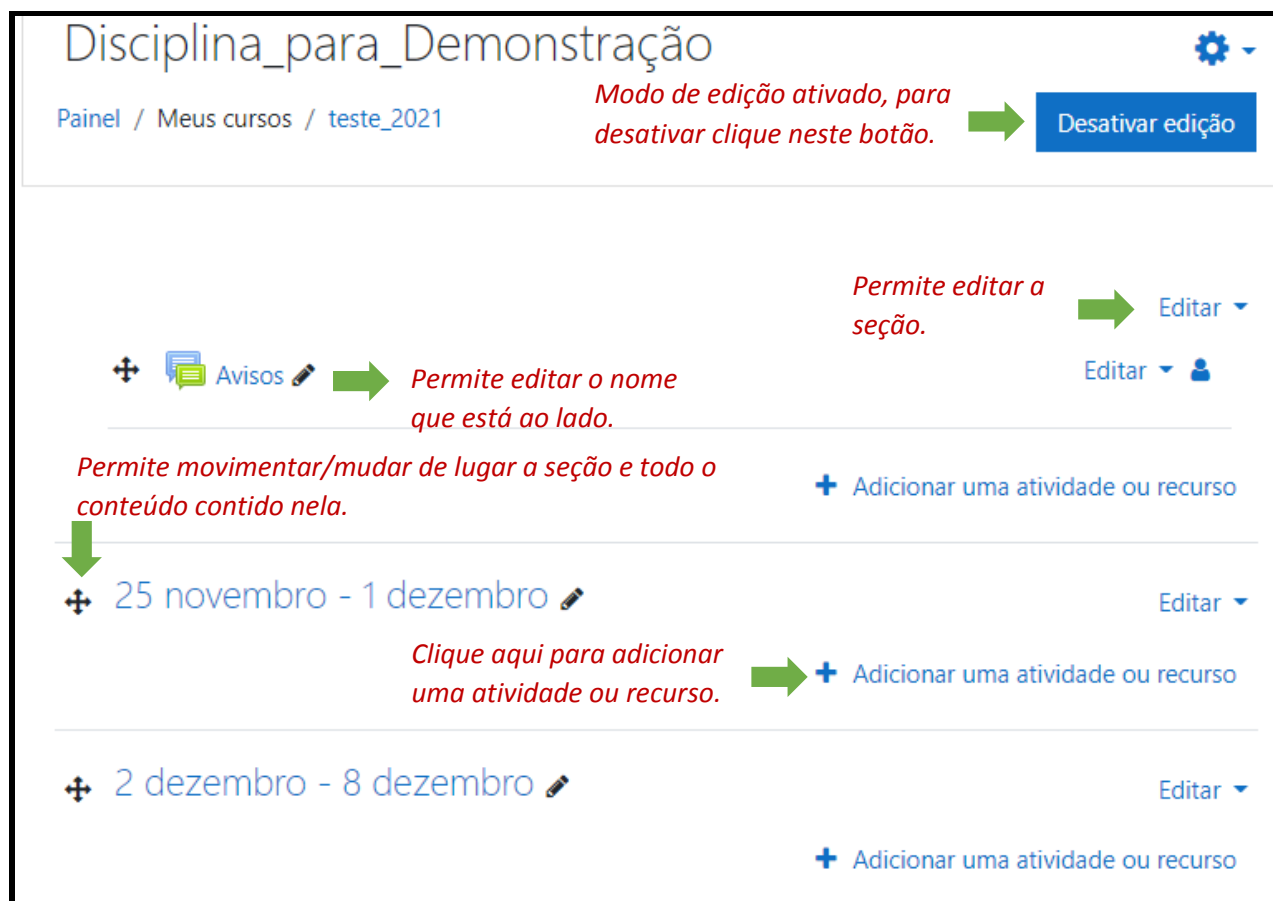 Disciplina_para_Demonstração
Painel / Meus cursos / teste_2021
Modo de edição ativado, para
desativar clique neste botão.
Desativar edição
Permite editar a
seção.
Editar
Avisos
Permite editar o nome
que está ao lado.
Editar
Permite movimentar/mudar de lugar a seção e todo o
conteúdo contido nela.
Adicionar uma atividade ou recurso
25 novembro - 1 dezembro
Editar
Clique aqui para adicionar
uma atividade ou recurso.
Adicionar uma atividade ou recurso
2 dezembro - 8 dezembro
Editar
Adicionar uma atividade ou recurso